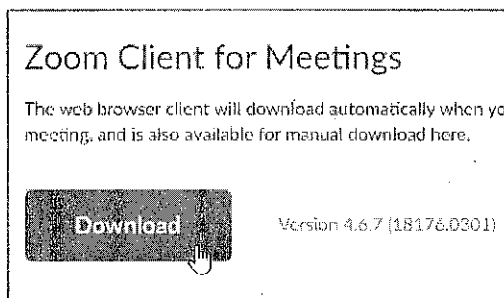 Zoom Client for Meetings
The web browser client will download automatically when yo
meeting, and is also available for manual download here.
Download
Version 4.6.7 (18176.0301)